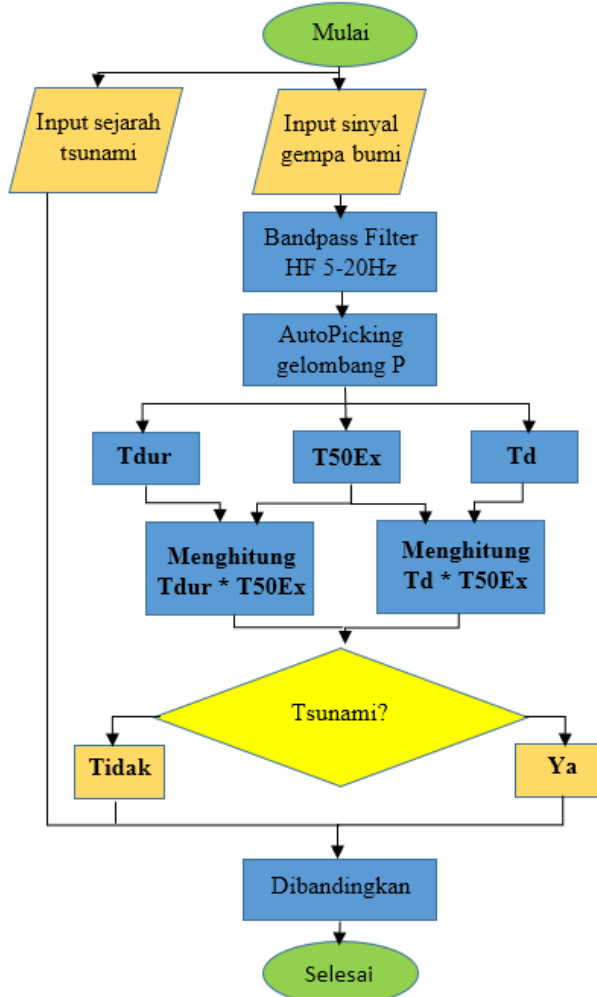 Mulai
Input sejarah
tsunami
Input sinyal
gempa bumi
Bandpass Filter
HF 5-20Hz
AutoPicking
gelombang P
Tdur
T50Ex
Td
Menghitung
Tdur * T50Ex
Menghitung
Td * T50Ex
Tsunami?
Tidak
Ya
Dibandingkan
Selesai